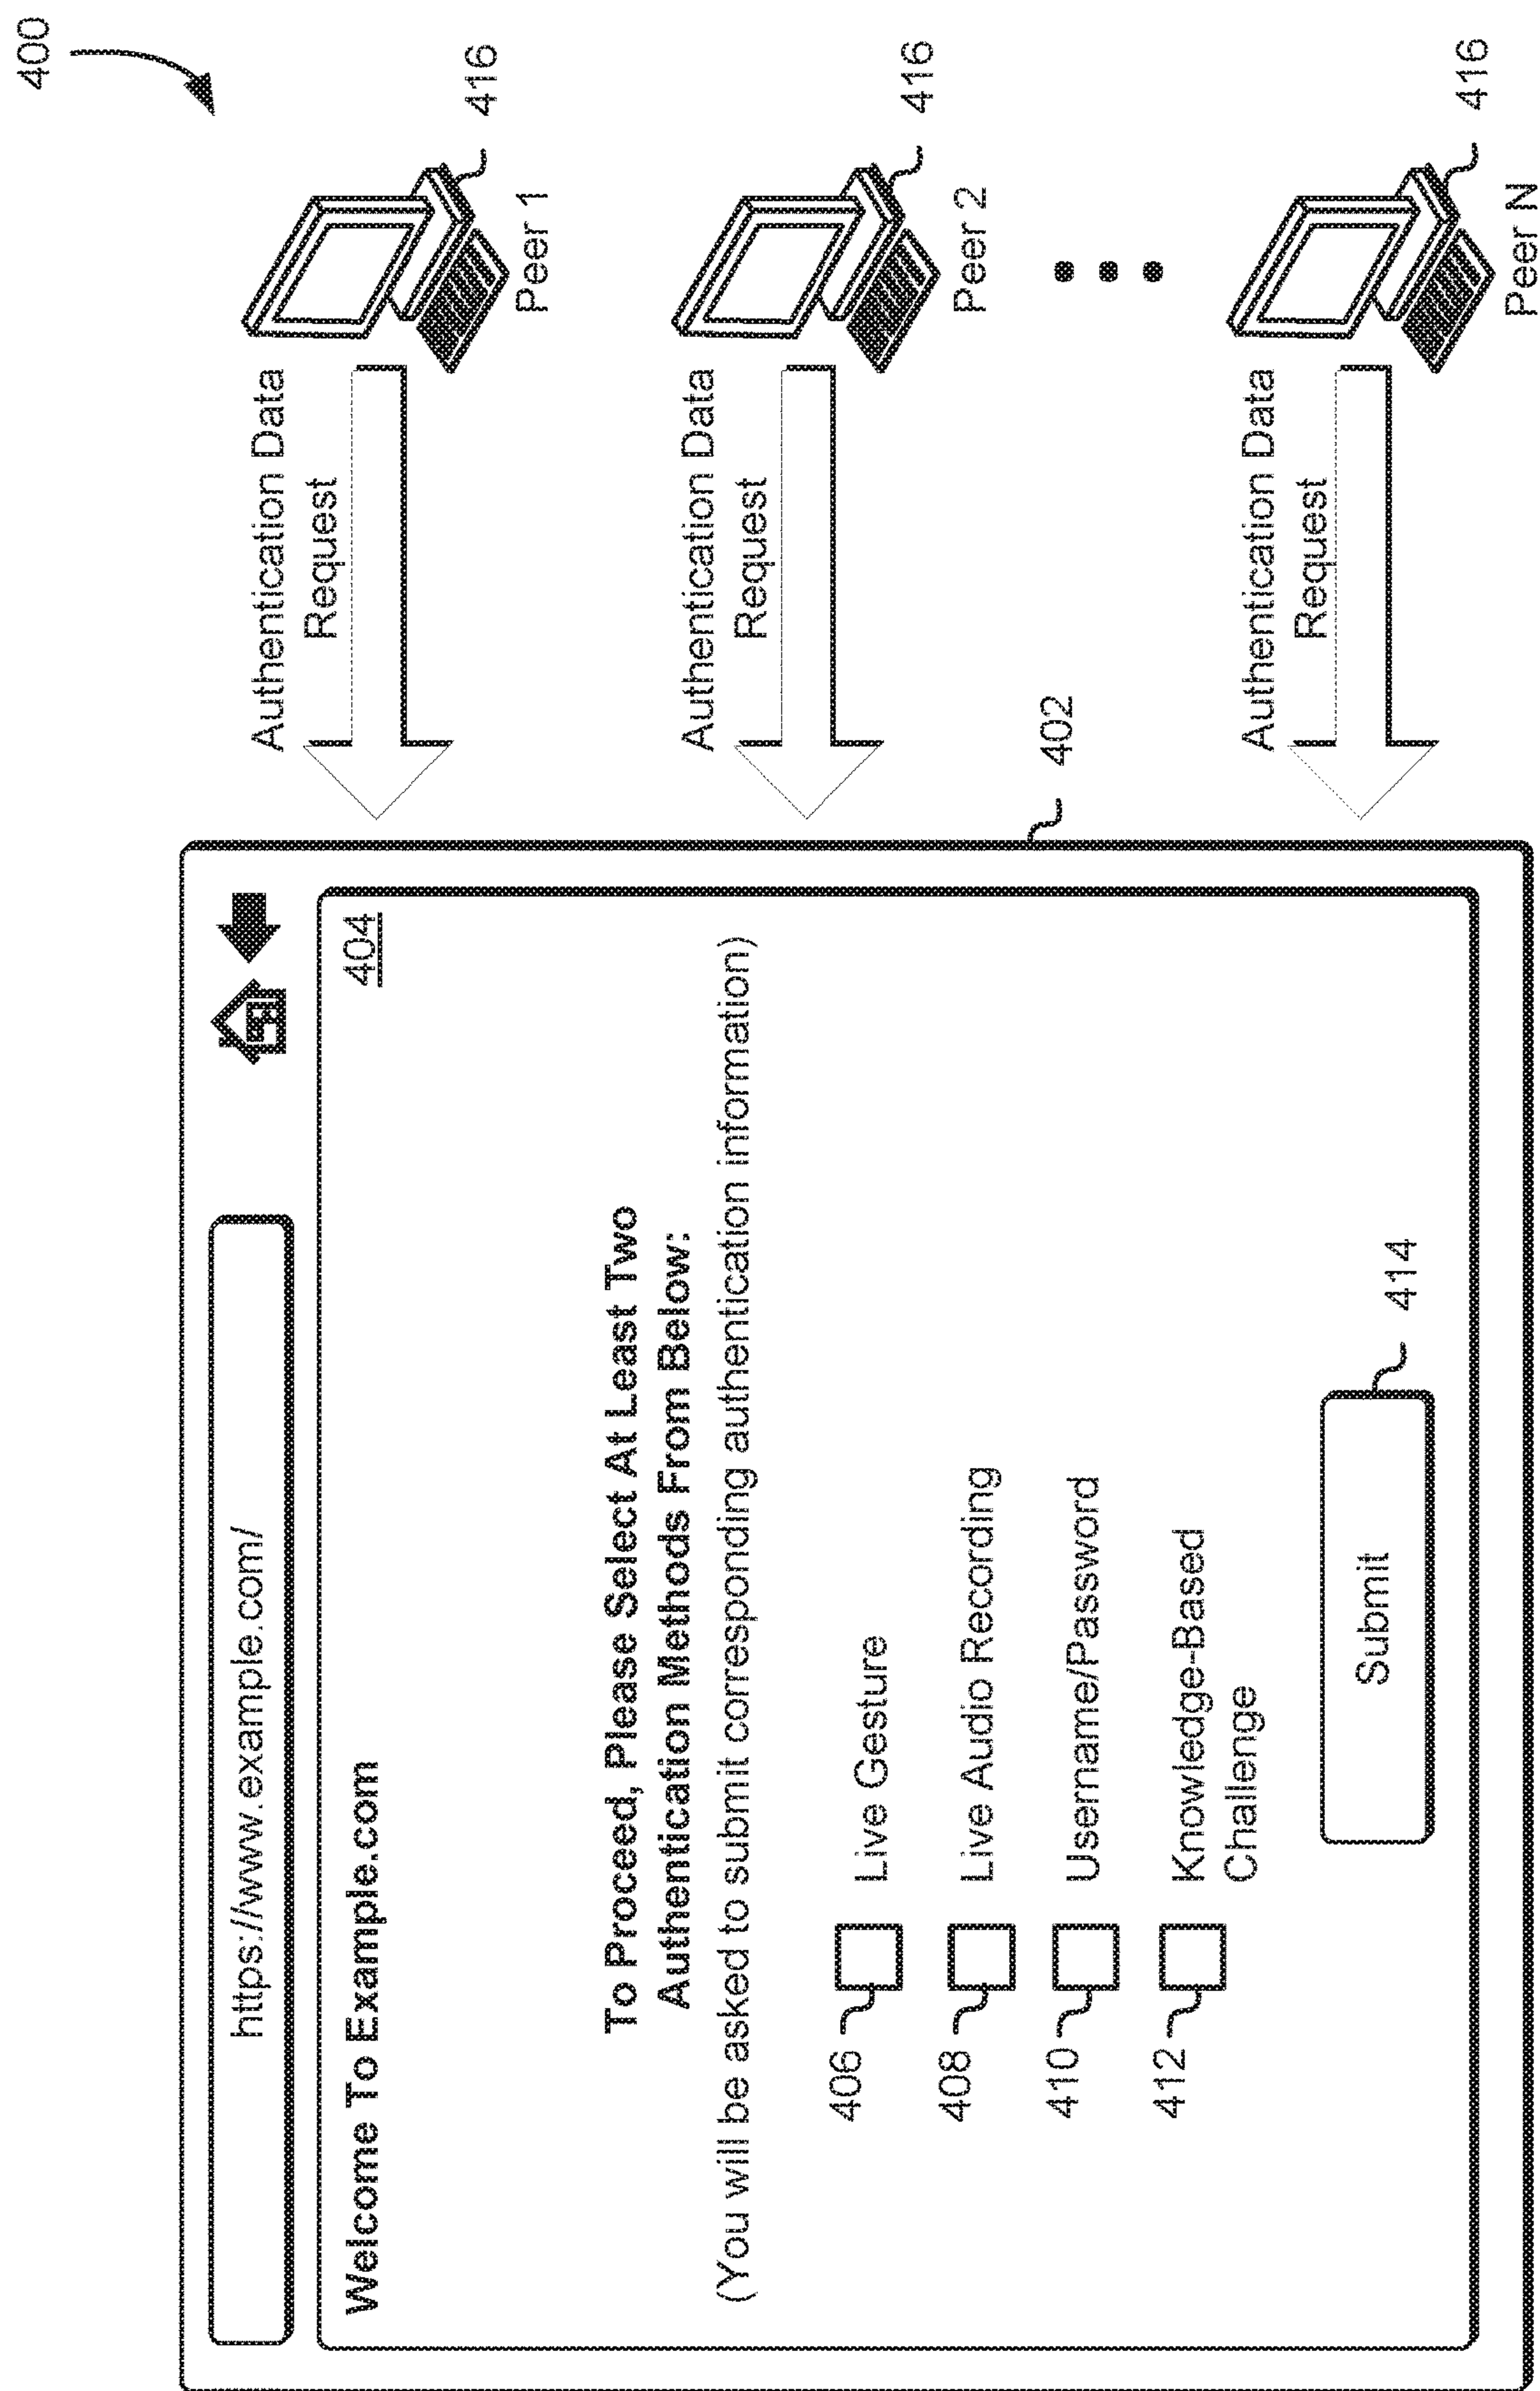 400
https://www.example.com/
404
Welcome To Example.com
To Proceed, Please Select At Least Two
Authentication Methods From Below:
(You will be asked to submit corresponding authentication information)
406
Live Gesture
408
Live Audio Recording
410
Username/Password
412
Knowledge-Based
Challenge
Submit
414
402
Authentication Data
Request
416
Peer 1
Authentication Data
Request
416
Peer 2
Authentication Data
Request
416
Peer N